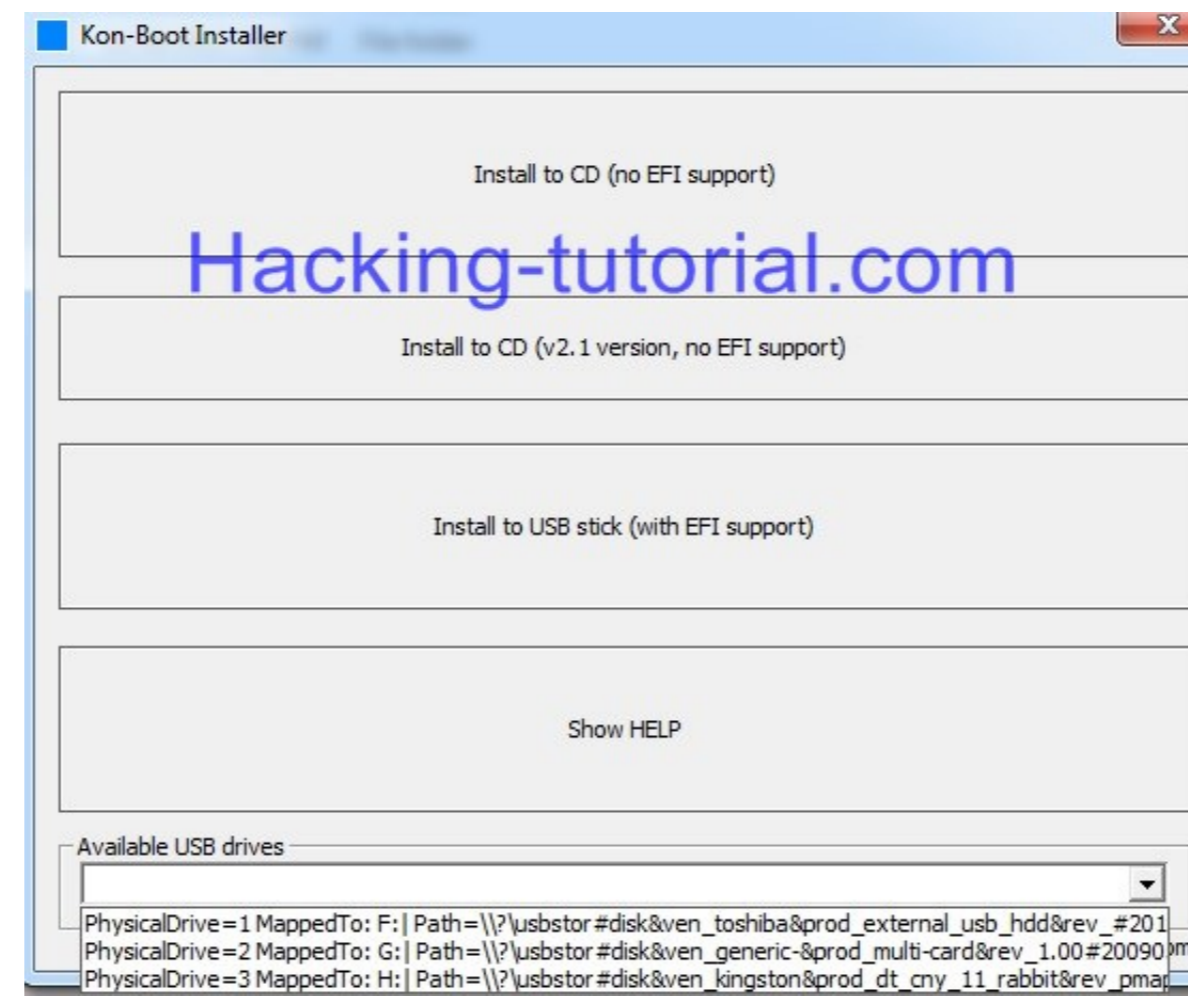 Kon-Boot Installer
Install to CD (no EFI support)
Hacking-tutorial.com
Install to CD (v2.1 version, no EFI support)
Install to USB stick (with EFI support)
Show HELP
Available USB drives
PhysicalDrive=1 MappedTo: F:| Path=\\?\usbstor#disk&ven_toshiba&prod_external_usb_hdd&rev_#201
PhysicalDrive=2 MappedTo: G:| Path=\\?\usbstor#disk&ven_generic-&prod_multi-card&rev_1.00#20090
PhysicalDrive=3 MappedTo: H:| Path=\\?\usbstor#disk&ven_kingston&prod_dt_cny_11_rabbit&rev_pmap